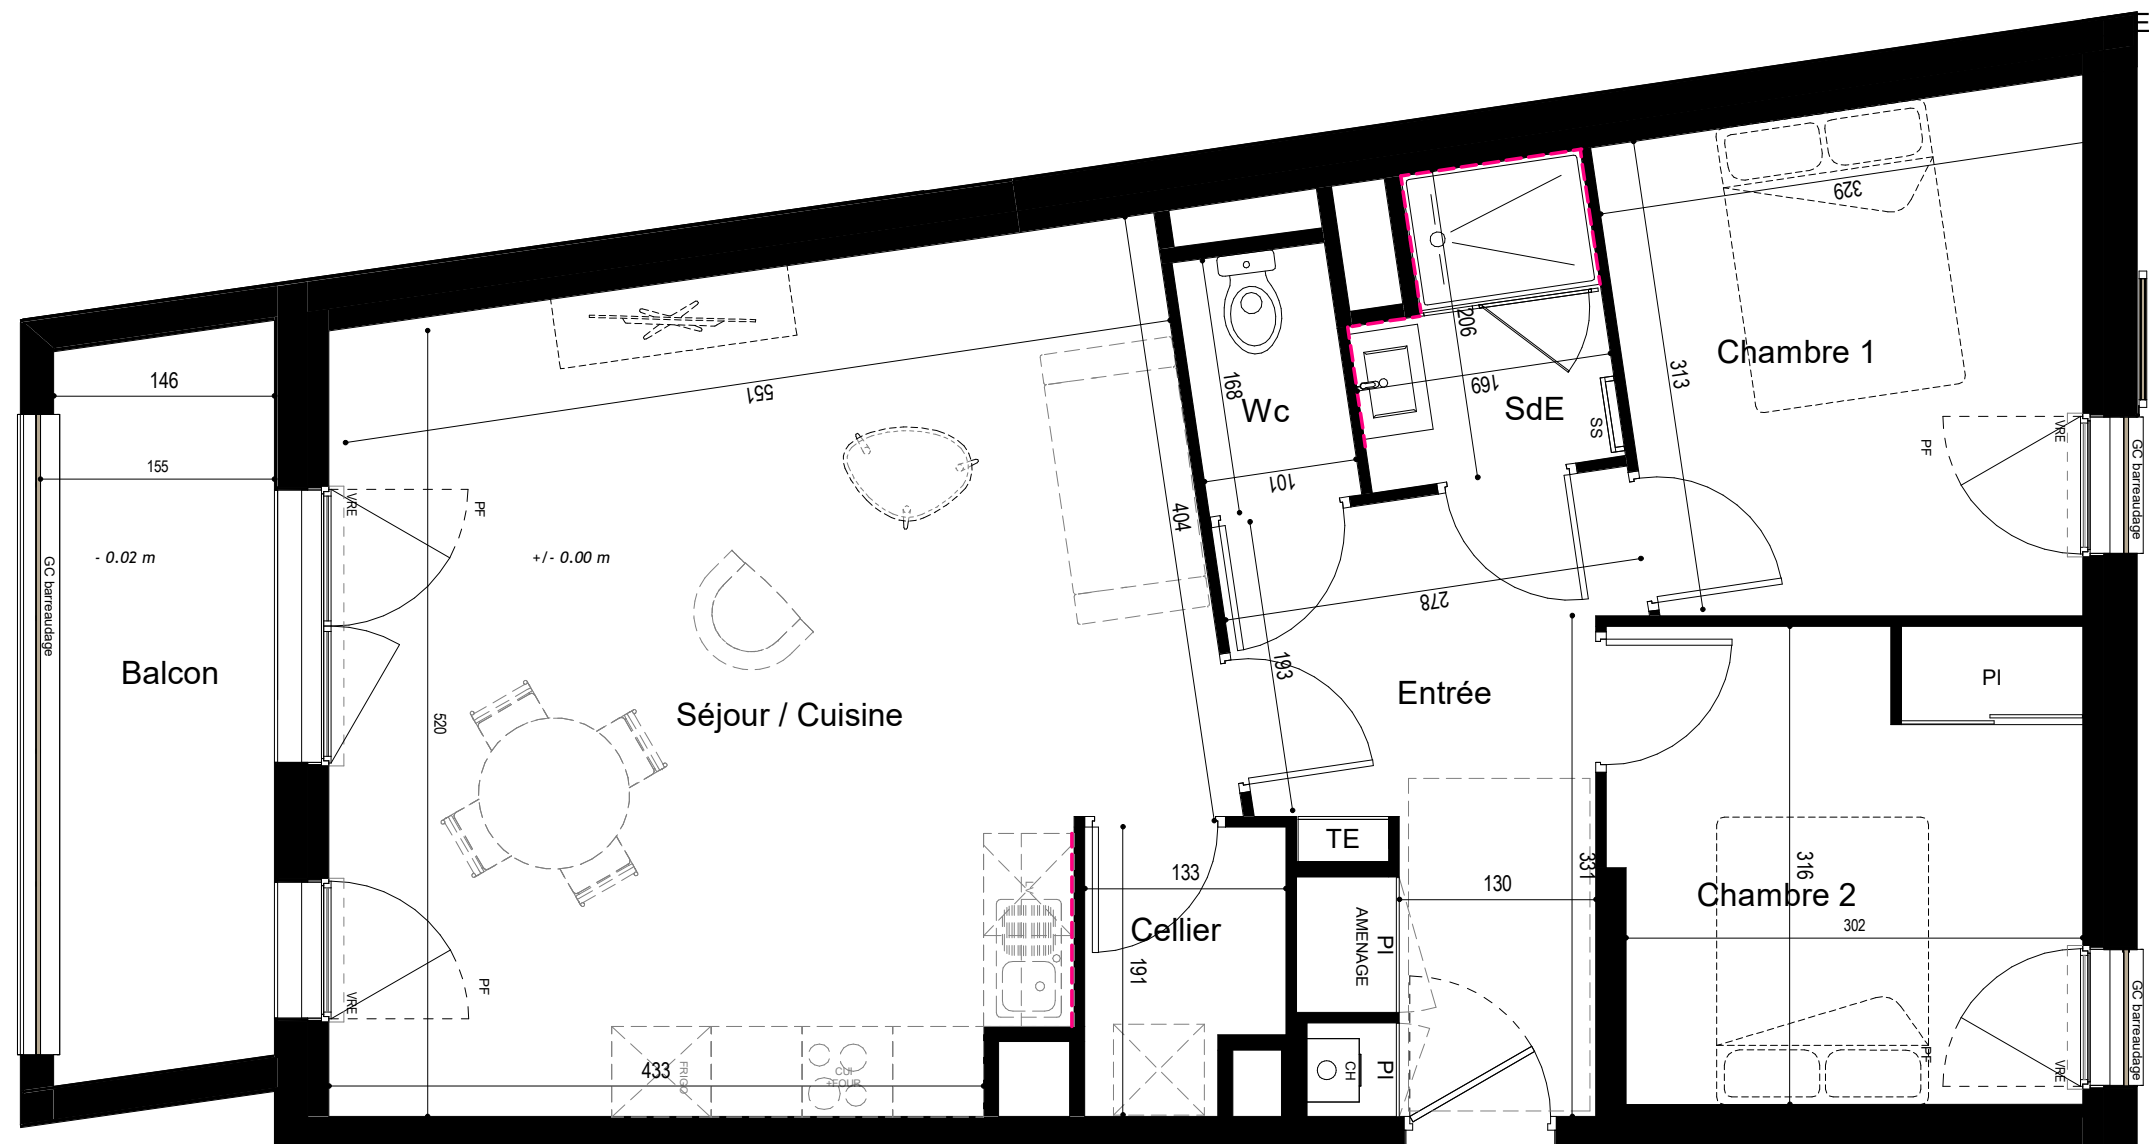 329
146
551
155
168
Wc
101
206
169
SdE
SS
313
Chambre 1
VRE
PF
GC barreaudage
VRE
PF
404
GC barreaudage
- 0.02 m
+/- 0.00 m
278
193
Balcon
520
Séjour / Cuisine
Entrée
PI
TE
133
331
130
316
Chambre 2
302
Cellier
191
AMENAGE
PI
VRE
PF
433
FRIGO
CUI
+FOUR
CH
PI
PF
VRE
GC barreaudage